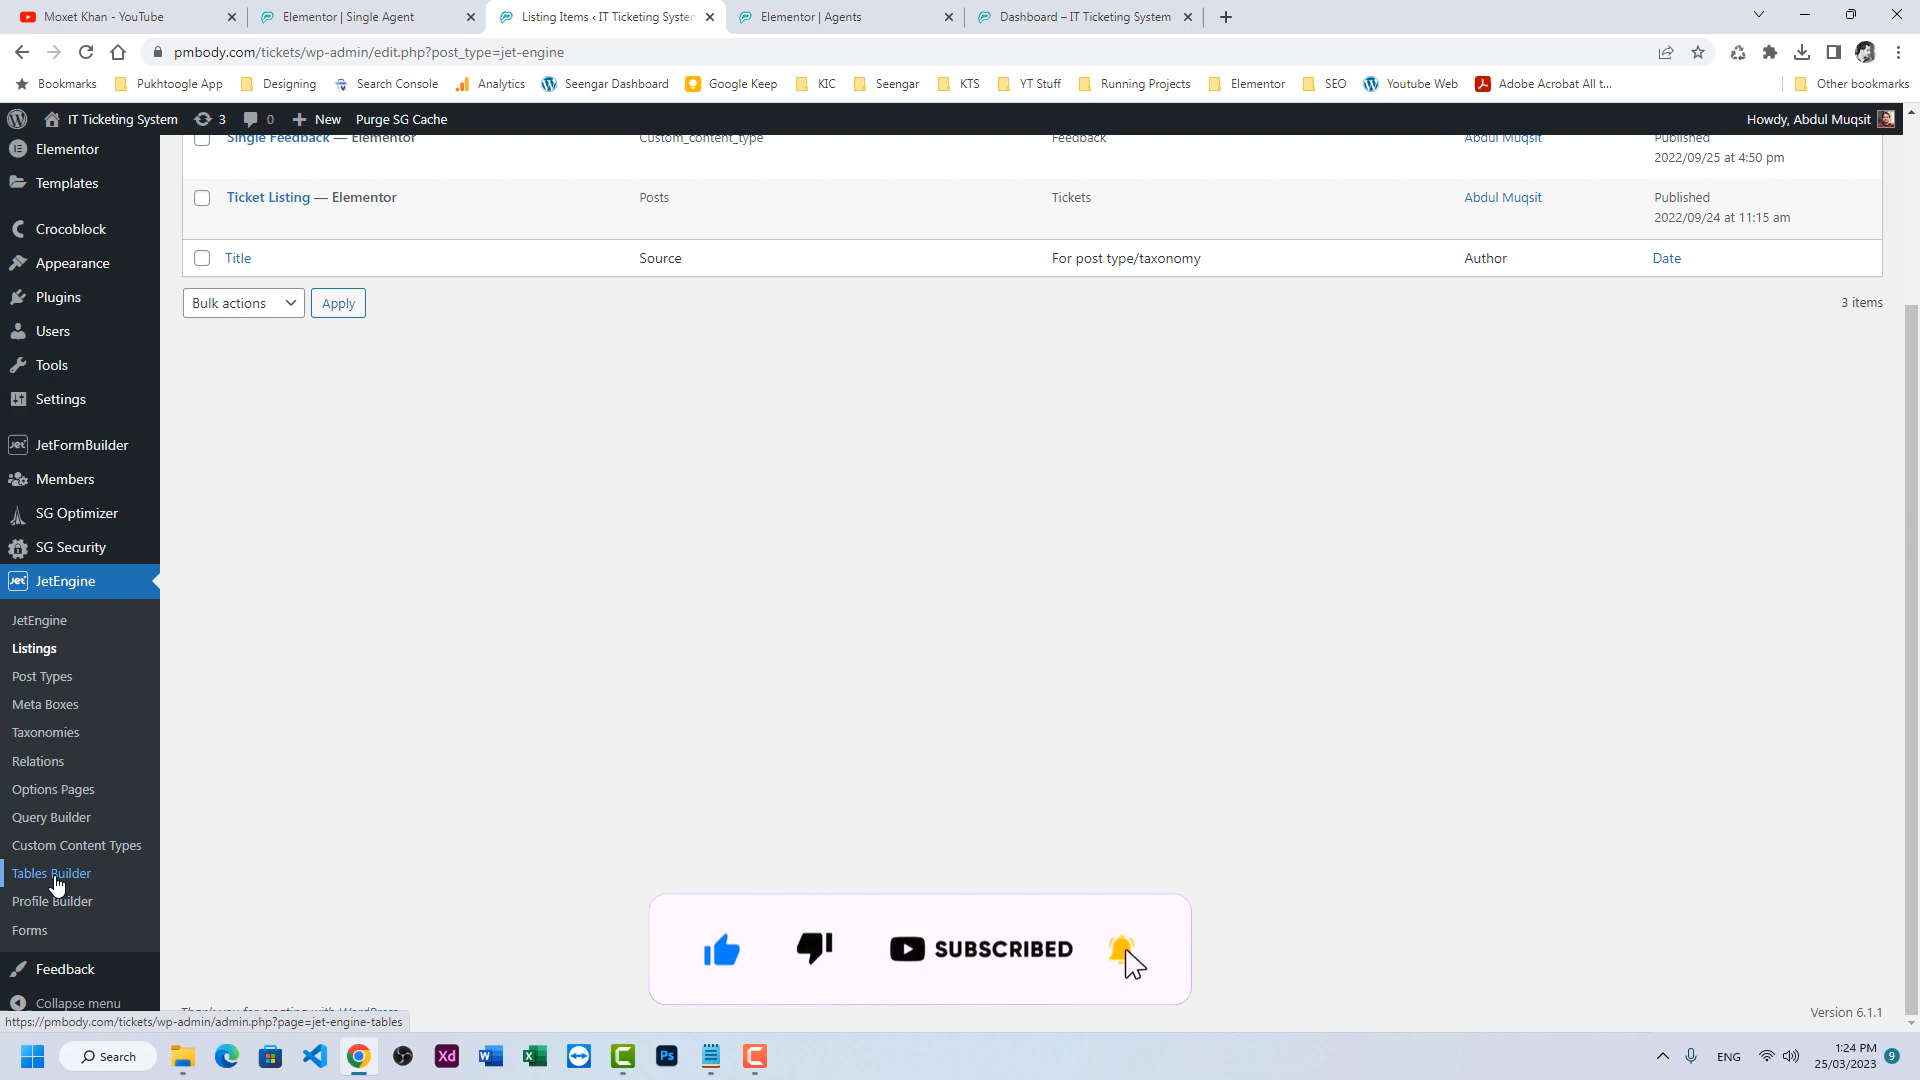 Moxet Khan - YouTube
Elementor | Single Agent
Listing Items ‹ IT Ticketing System
Elementor | Agents
Dashboard – IT Ticketing System
pmbody.com/tickets/wp-admin/edit.php?post_type=jet-engine
Bookmarks
Pukhtoogle App
Designing
Search Console
Analytics
Seengar Dashboard
Google Keep
KIC
Seengar
KTS
YT Stuff
Running Projects
Elementor
SEO
Youtube Web
Adobe Acrobat All t...
Other bookmarks
IT Ticketing System
3
0
New
Purge SG Cache
Howdy, Abdul Muqsit
Elementor
Templates
Crocoblock
Appearance
Plugins
Users
Tools
Settings
JetFormBuilder
Members
SG Optimizer
SG Security
JetEngine
JetEngine
Listings
Post Types
Meta Boxes
Taxonomies
Relations
Options Pages
Query Builder
Custom Content Types
Tables Builder
Profile Builder
Forms
Feedback
Collapse menu
Single Feedback — Elementor
Custom_content_type
Feedback
Abdul Muqsit
Published
2022/09/25 at 4:50 pm
Ticket Listing — Elementor
Posts
Tickets
Abdul Muqsit
Published
2022/09/24 at 11:15 am
Title
Source
For post type/taxonomy
Author
Date
Bulk actions
Apply
3 items
SUBSCRIBED
Thank you for creating with WordPress
Version 6.1.1
https://pmbody.com/tickets/wp-admin/admin.php?page=jet-engine-tables
Search
ENG
1:24 PM
25/03/2023
9